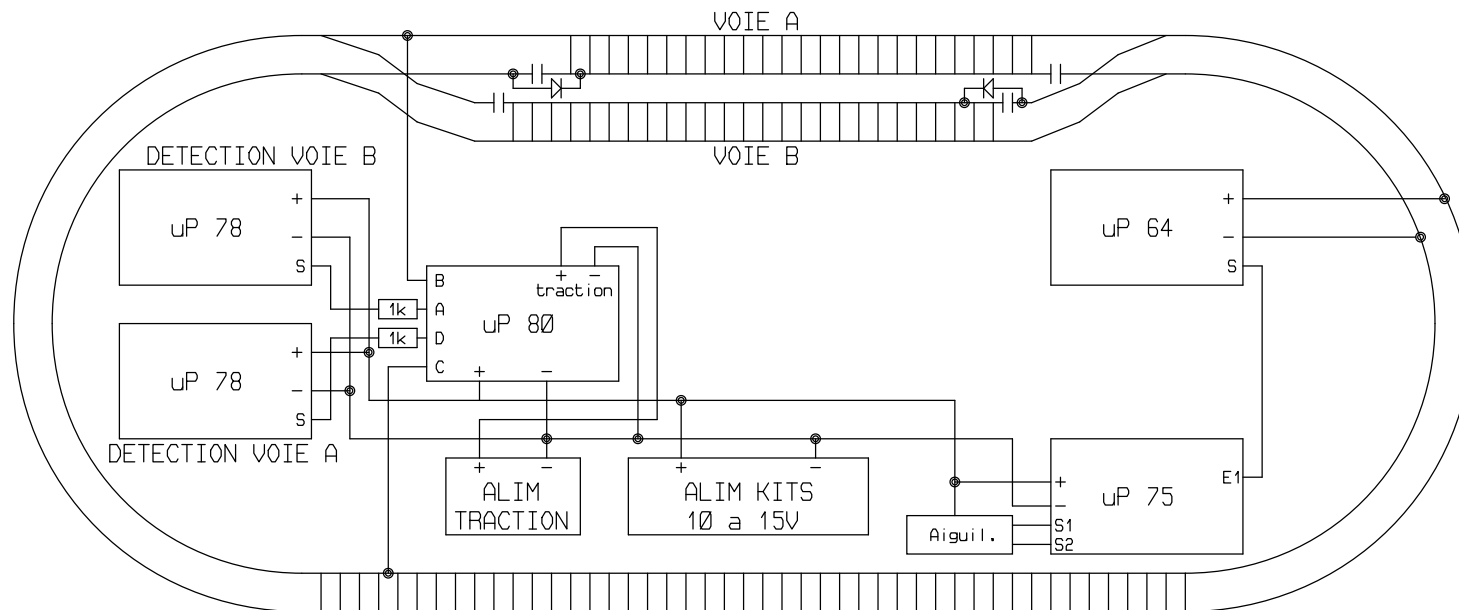 VOIE A
VOIE B
DETECTION VOIE B
uP 78
+
-
S
uP 78
+
-
S
DETECTION VOIE A
1k
1k
B
A
D
C
+ -
traction
uP 80
+ -
+ -
ALIM
TRACTION
+ -
ALIM KITS
10 a 15V
uP 64
+
-
S
uP 75
E1
+
-
S1
S2
Aiguil.